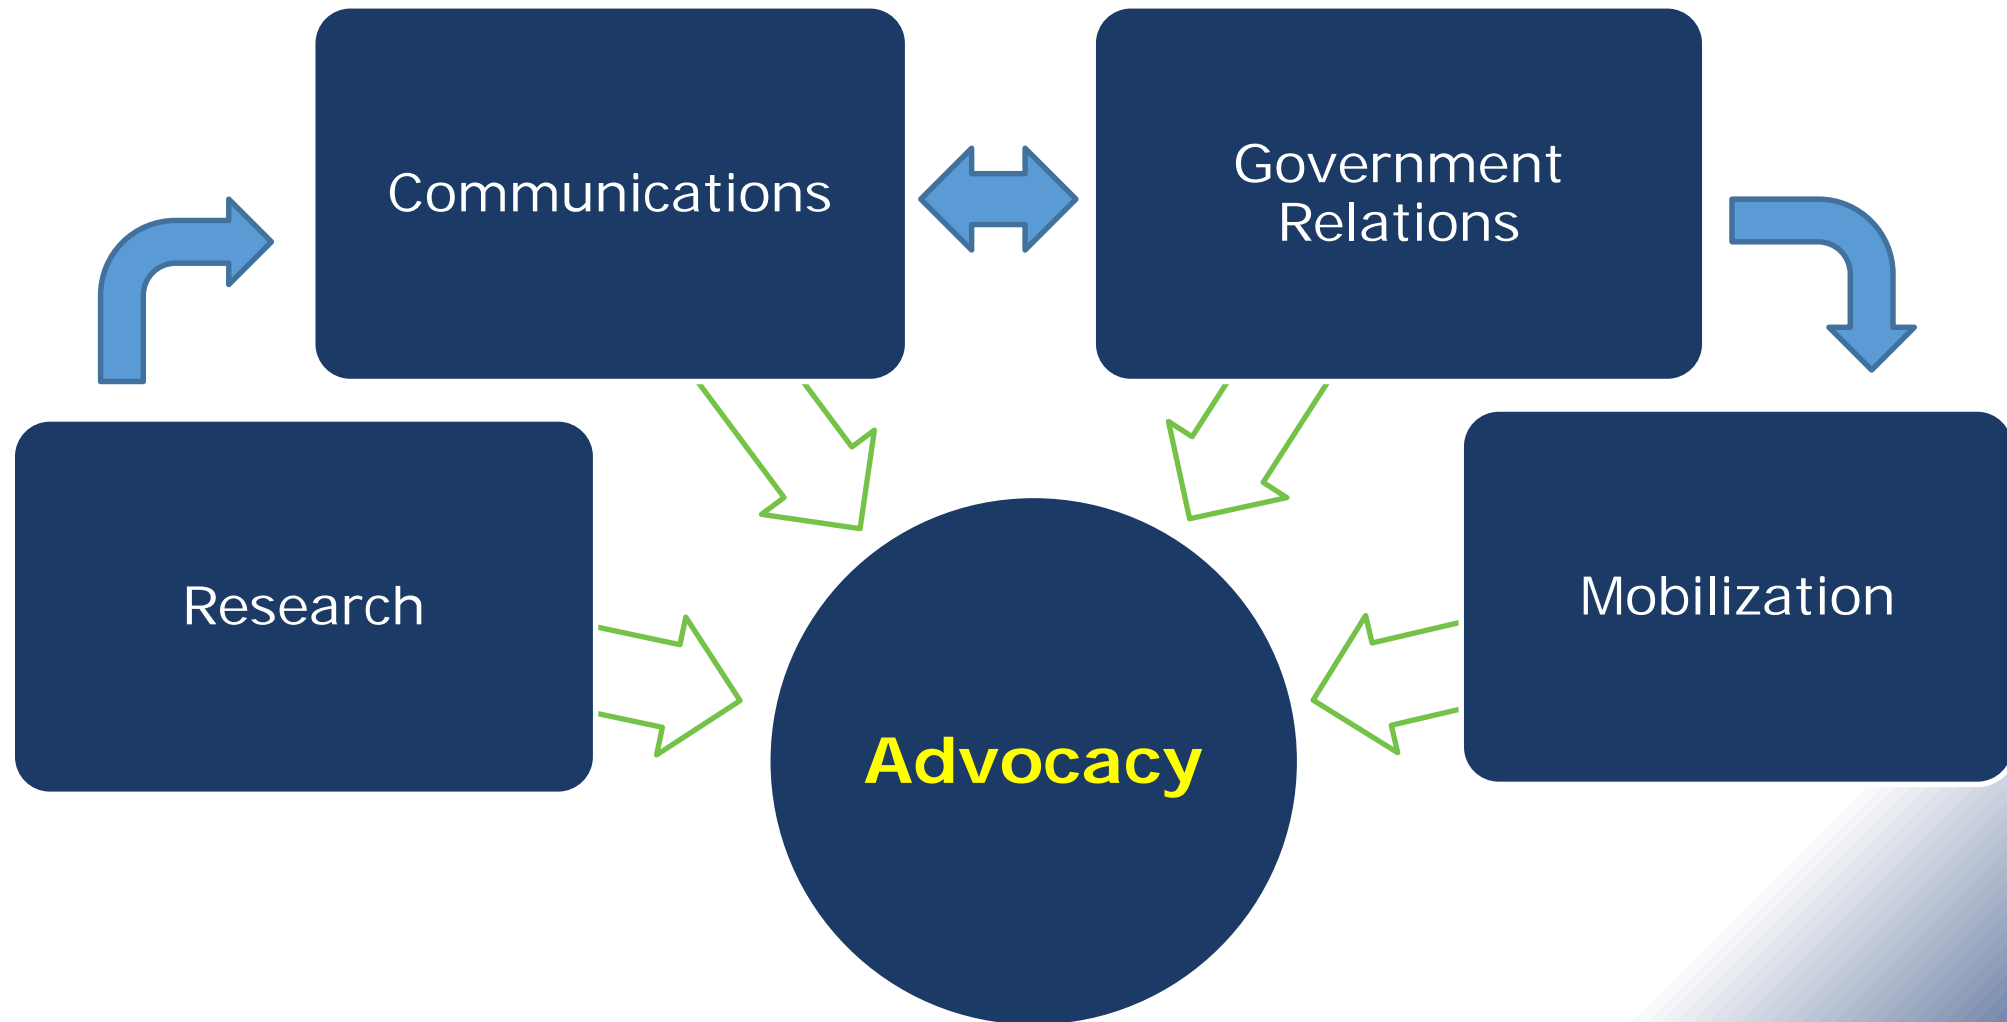 Communications
Government
Relations
Research
Mobilization
Advocacy